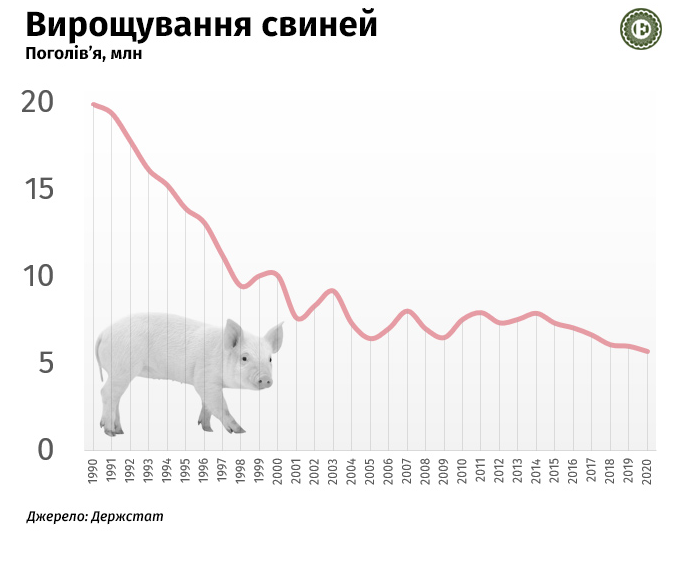 Вирощування свиней
Поголів’я, млн
E
20
15
10
5
0
1990 1991 1992 1993 1994 1995 1996 1997 1998 1999 2000 2001 2002 2003 2004 2005 2006 2007 2008 2009 2010 2011 2012 2013 2014 2015 2016 2017 2018 2019 2020
Джерело: Держстат